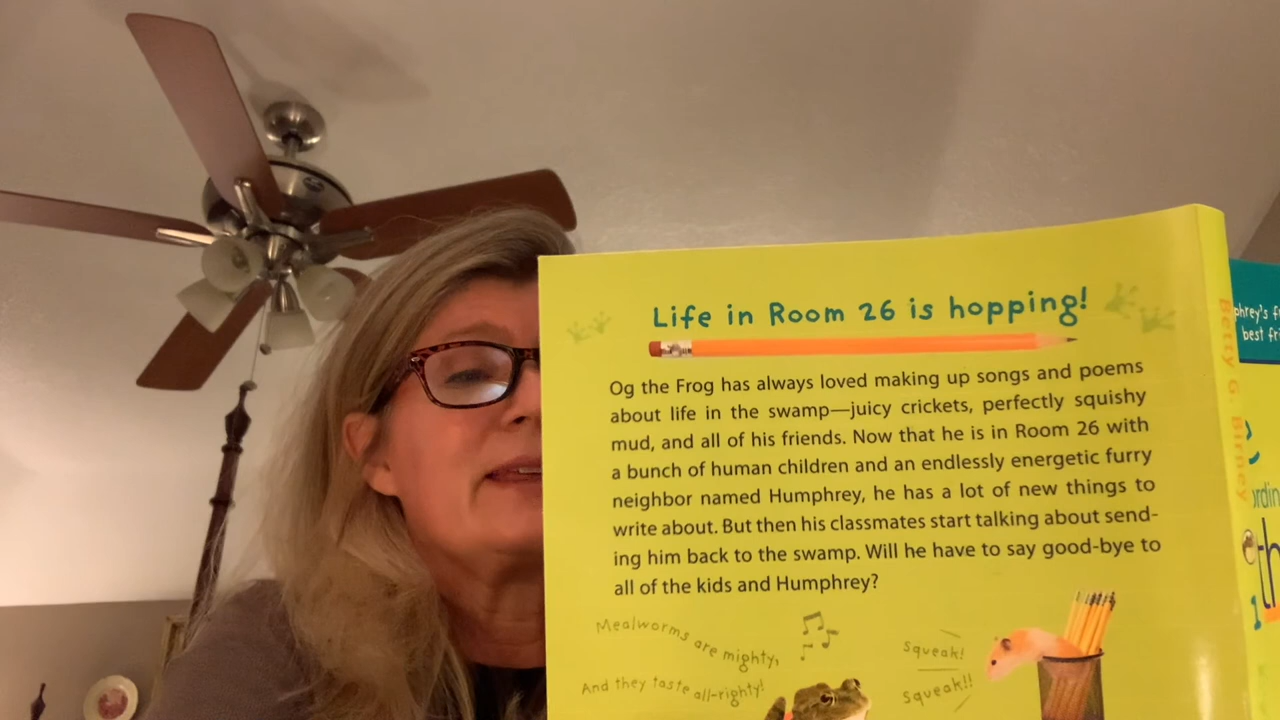 Life in Room 26 is hopping!
Og the Frog has always loved making up songs and poems
about life in the swamp—juicy crickets, perfectly squishy
mud, and all of his friends. Now that he is in Room 26 with
a bunch of human children and an endlessly energetic furry
neighbor named Humphrey, he has a lot of new things to
write about. But then his classmates start talking about send-
ing him back to the swamp. Will he have to say good-bye to
all of the kids and Humphrey?
Mealworms are mighty,
And they taste all-righty!
squeak!
squeak!!
Betty G. Birney
phrey's f
best fr
ordin
th